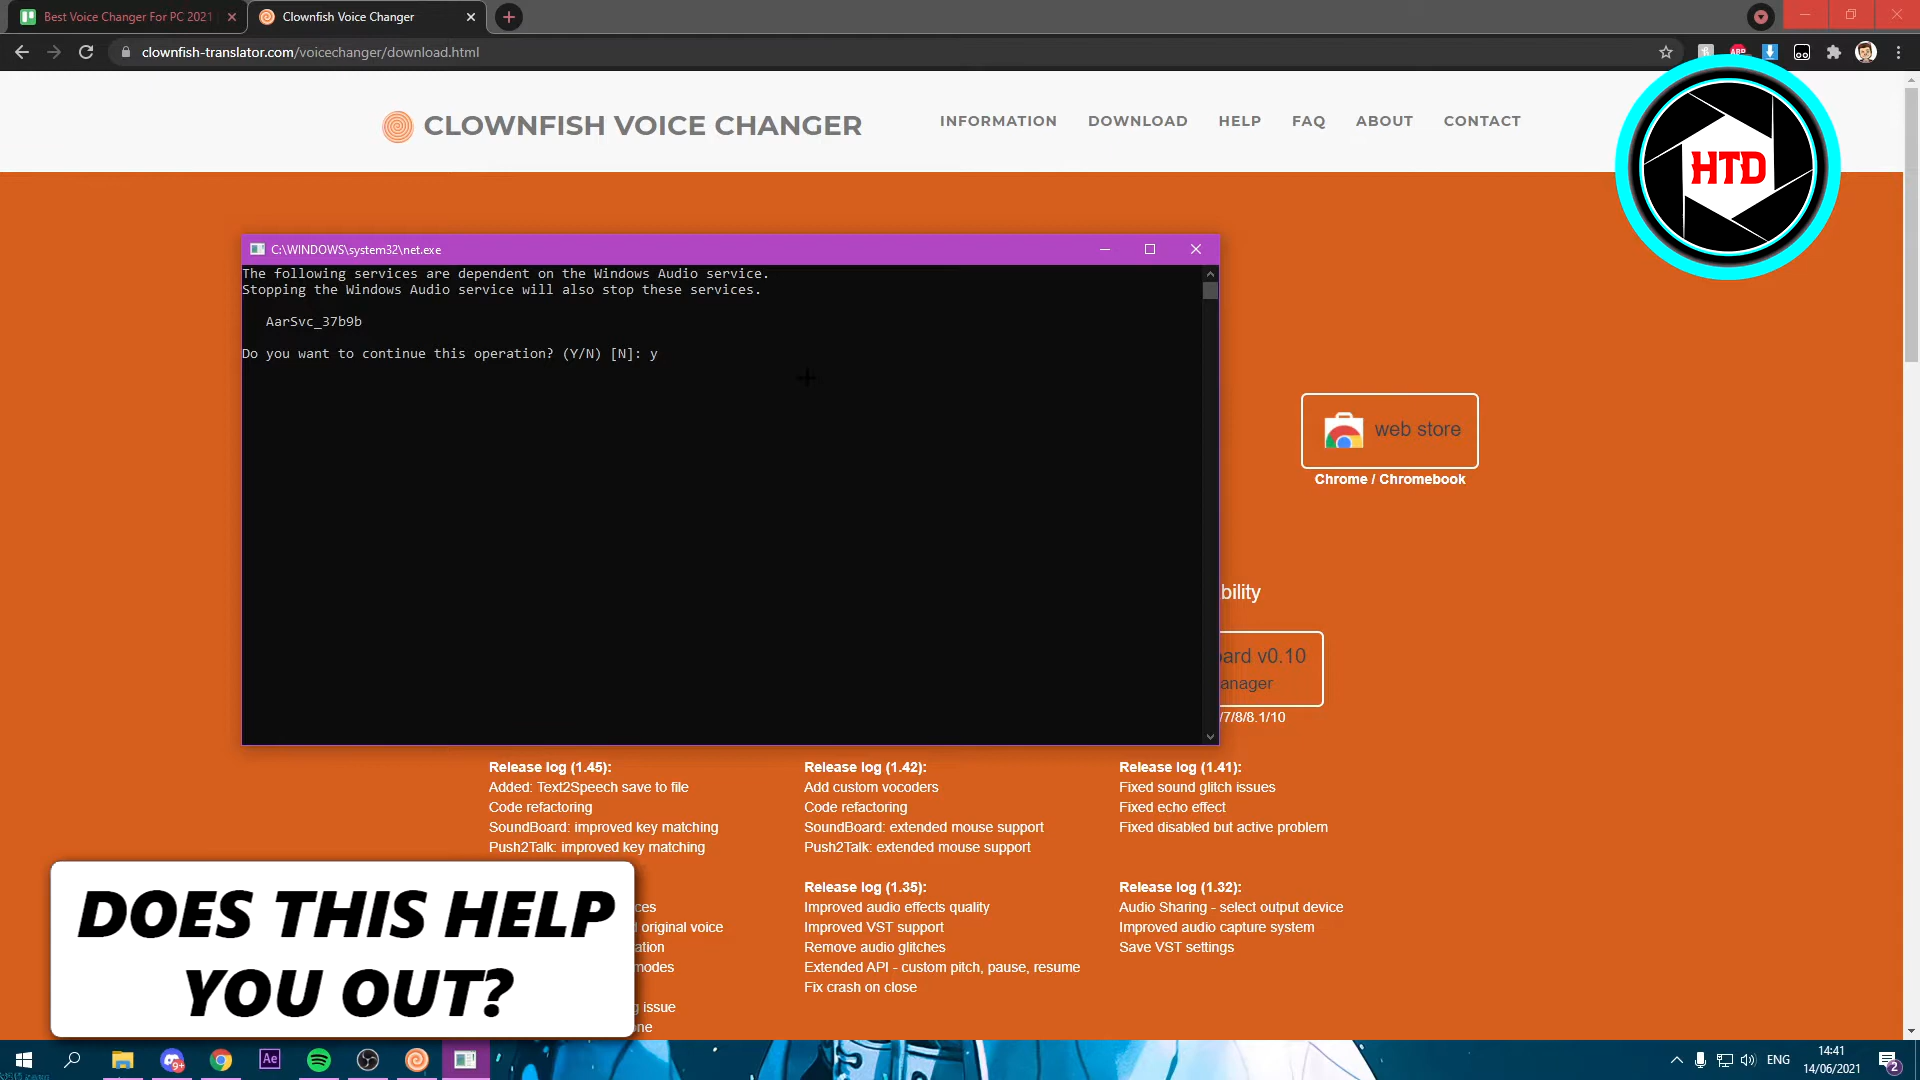 Best Voice Changer For PC 2021
Clownfish Voice Changer
clownfish-translator.com/voicechanger/download.html
ABP
CLOWNFISH VOICE CHANGER
INFORMATION
DOWNLOAD
HELP
FAQ
ABOUT
CONTACT
HTD
C:\WINDOWS\system32\net.exe
The following services are dependent on the Windows Audio service.
Stopping the Windows Audio service will also stop these services.
AarSvc_37b9b
Do you want to continue this operation? (Y/N) [N]: y
web store
Chrome / Chromebook
bility
ard v0.10
anager
/7/8/8.1/10
Release log (1.45):
Added: Text2Speech save to file
Code refactoring
SoundBoard: improved key matching
Push2Talk: improved key matching
Release log (1.42):
Add custom vocoders
Code refactoring
SoundBoard: extended mouse support
Push2Talk: extended mouse support
Release log (1.41):
Fixed sound glitch issues
Fixed echo effect
Fixed disabled but active problem
ces
original voice
ation
modes
g issue
one
Release log (1.35):
Improved audio effects quality
Improved VST support
Remove audio glitches
Extended API - custom pitch, pause, resume
Fix crash on close
Release log (1.32):
Audio Sharing - select output device
Improved audio capture system
Save VST settings
DOES THIS HELP
YOU OUT?
9+
Ae
ENG
14:41
14/06/2021
2